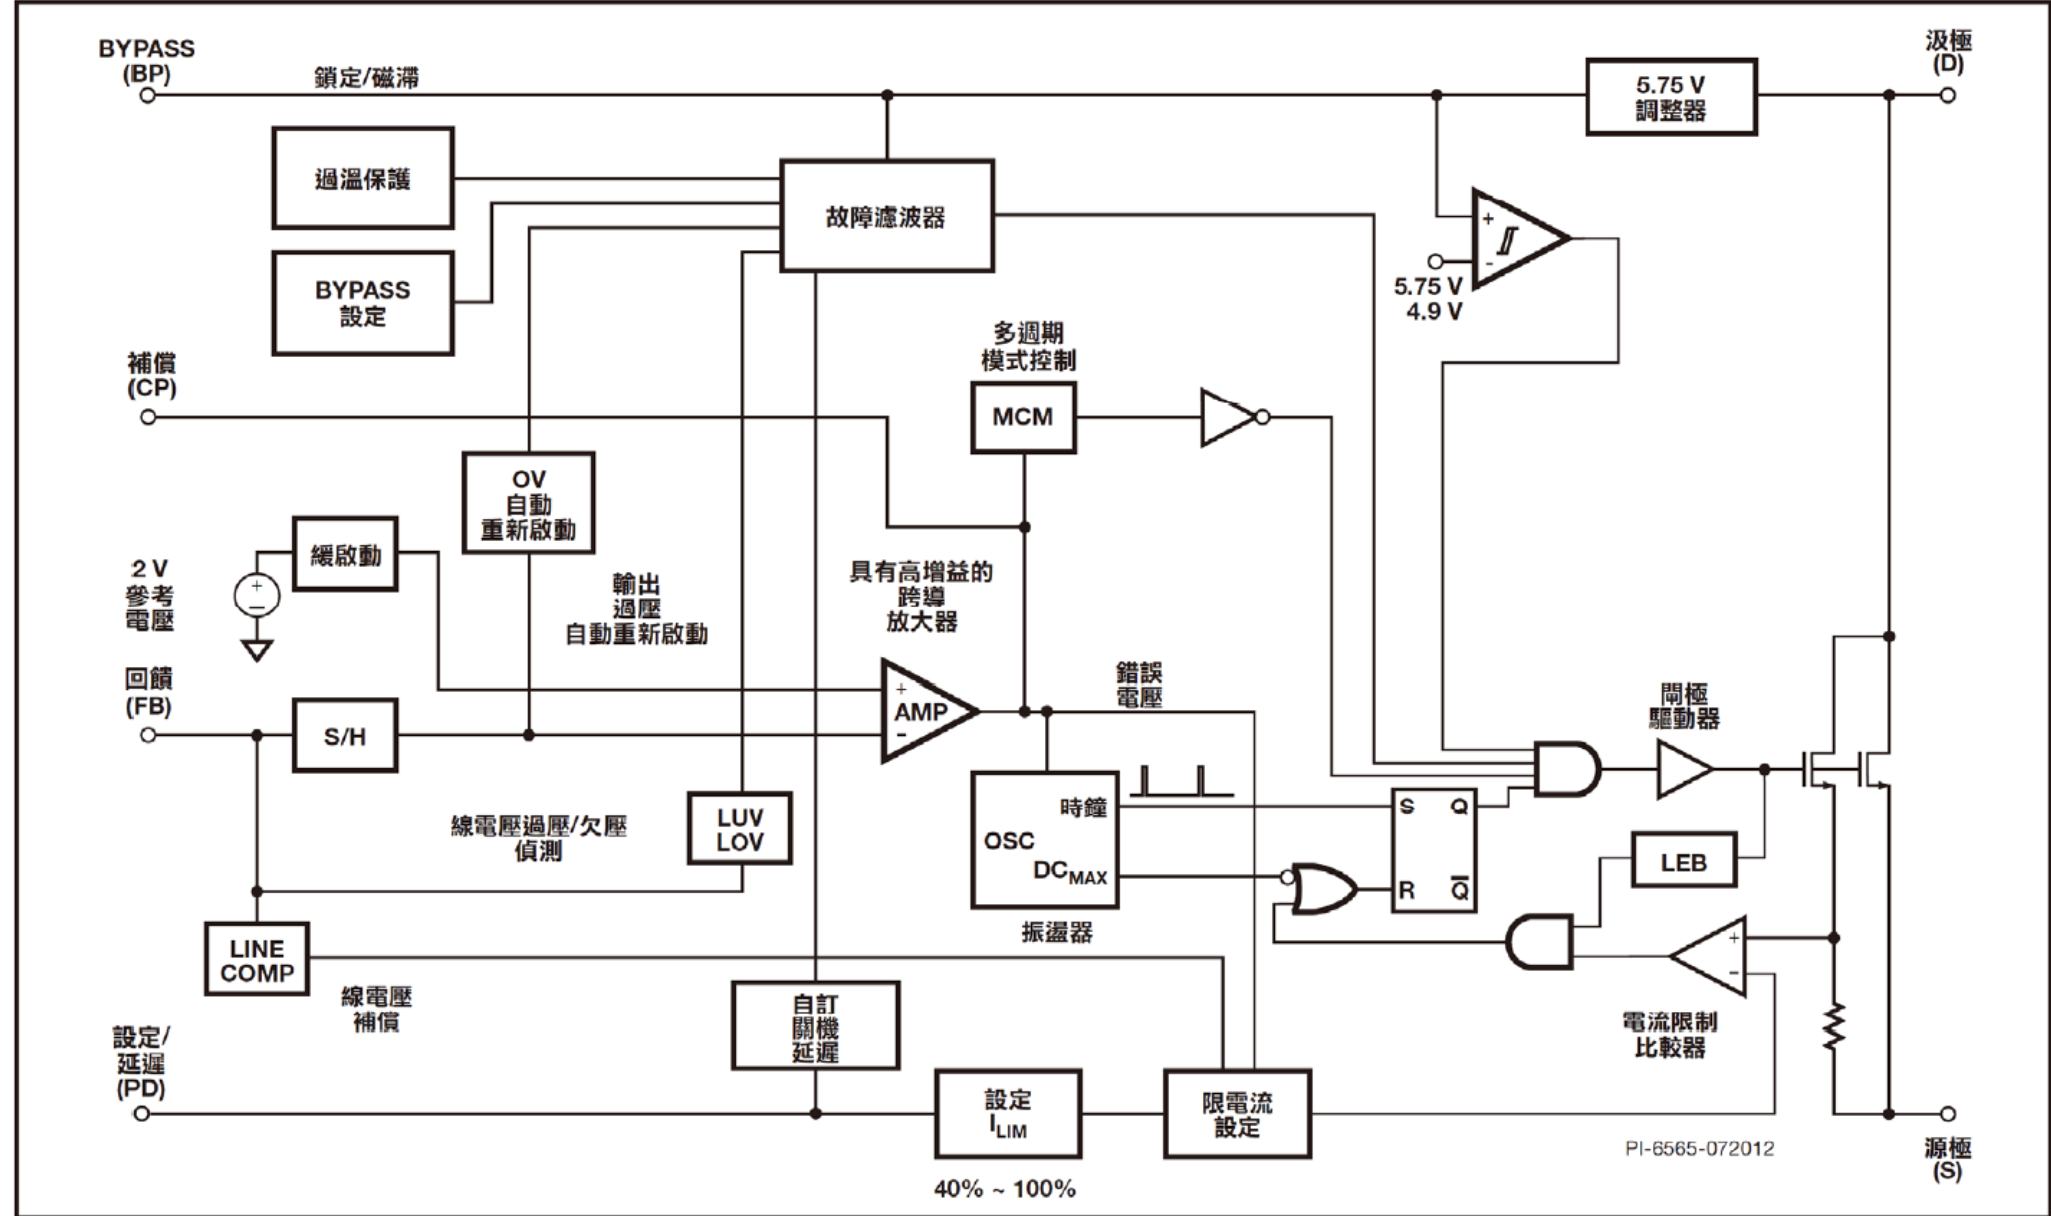 BYPASS
(BP)
鎖定/磁滯
汲極
(D)
5.75 V
調整器
過溫保護
故障濾波器
+
-
5.75 V
4.9 V
BYPASS
設定
多週期
模式控制
補償
(CP)
MCM
OV
自動
重新啟動
緩啟動
2 V
參考
電壓
+
–
輸出
過壓
自動重新啟動
具有高增益的
跨導
放大器
回饋
(FB)
S/H
+
AMP
-
錯誤
電壓
閘極
驅動器
線電壓過壓/欠壓
偵測
LUV
LOV
時鐘
OSC
DCMAX
振盪器
S Q
R Q̅
LEB
LINE
COMP
線電壓
補償
+
–
電流限制
比較器
自訂
關機
延遲
設定/
延遲
(PD)
設定
ILIM
限電流
設定
40% ~ 100%
PI-6565-072012
源極
(S)